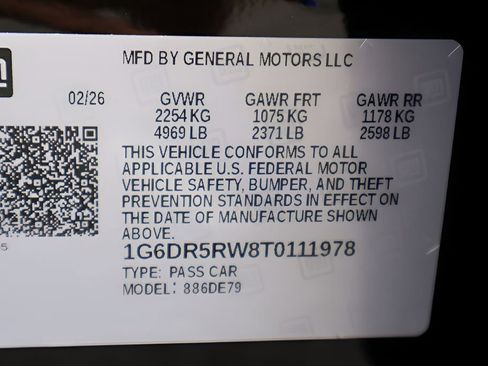 MFD BY GENERAL MOTORS LLC
02/26 GVWR GAWR FRT GAWR RR
2254 KG 1075 KG 1178 KG
4969 LB 2371 LB 2598 LB
THIS VEHICLE CONFORMS TO ALL
APPLICABLE U.S. FEDERAL MOTOR
VEHICLE SAFETY, BUMPER, AND THEFT
PREVENTION STANDARDS IN EFFECT
ON THE DATE OF MANUFACTURE SHOWN
ABOVE.
1G6DR5RW8T0111978
TYPE: PASS CAR
MODEL: 886DE79